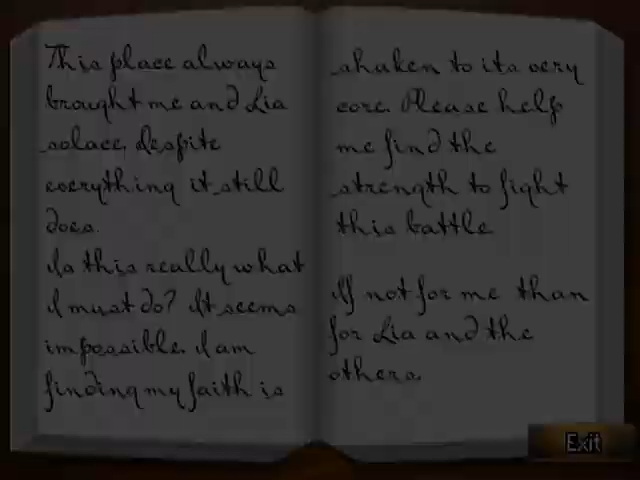 This place always
brought me and Lia
solace, despite
everything it still
does.
Is this really what
I must do? It seems
impossible. I am
finding my faith is
shaken to its very
core. Please help
me find the
strength to fight
this battle
If not for me than
for Lia and the
others.
Exit